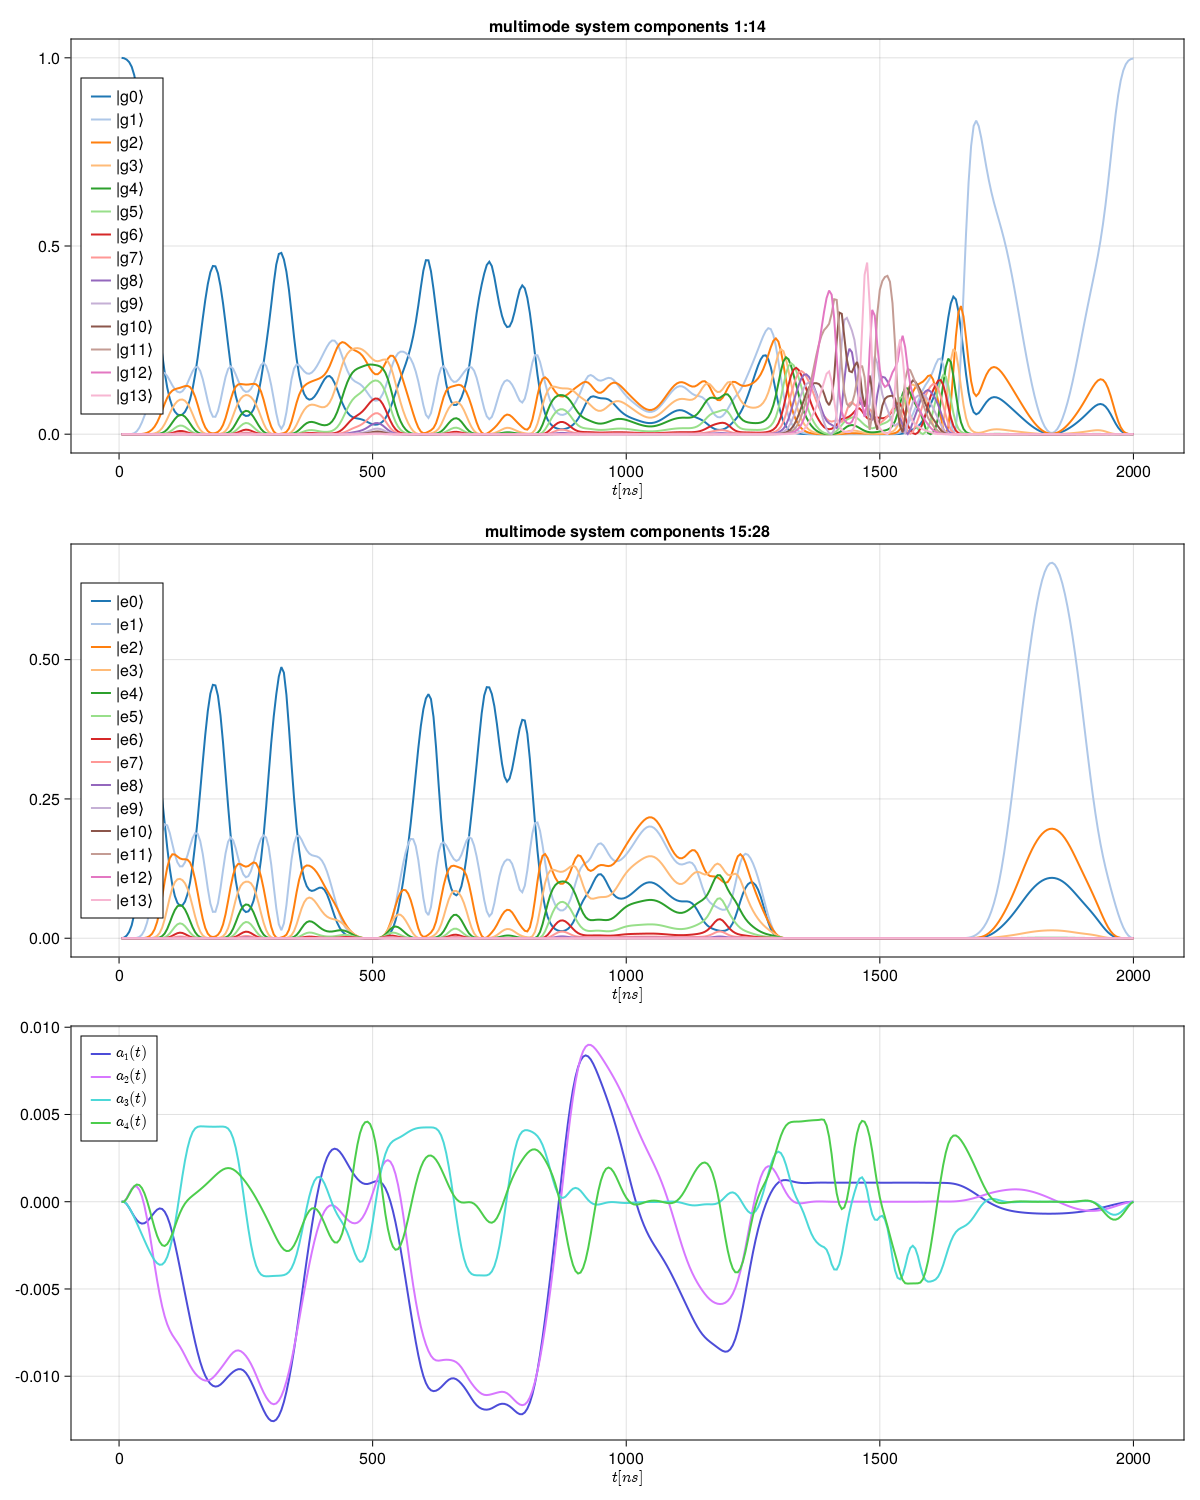 multimode system components 1:14
1.0
0.5
0.0
|g0⟩
|g1⟩
|g2⟩
|g3⟩
|g4⟩
|g5⟩
|g6⟩
|g7⟩
|g8⟩
|g9⟩
|g10⟩
|g11⟩
|g12⟩
|g13⟩
0 500 1000 1500 2000
t[ns]
multimode system components 15:28
0.50
0.25
0.00
|e0⟩
|e1⟩
|e2⟩
|e3⟩
|e4⟩
|e5⟩
|e6⟩
|e7⟩
|e8⟩
|e9⟩
|e10⟩
|e11⟩
|e12⟩
|e13⟩
0 500 1000 1500 2000
t[ns]
0.010
0.005
0.000
-0.005
-0.010
a₁(t)
a₂(t)
a₃(t)
a₄(t)
0 500 1000 1500 2000
t[ns]